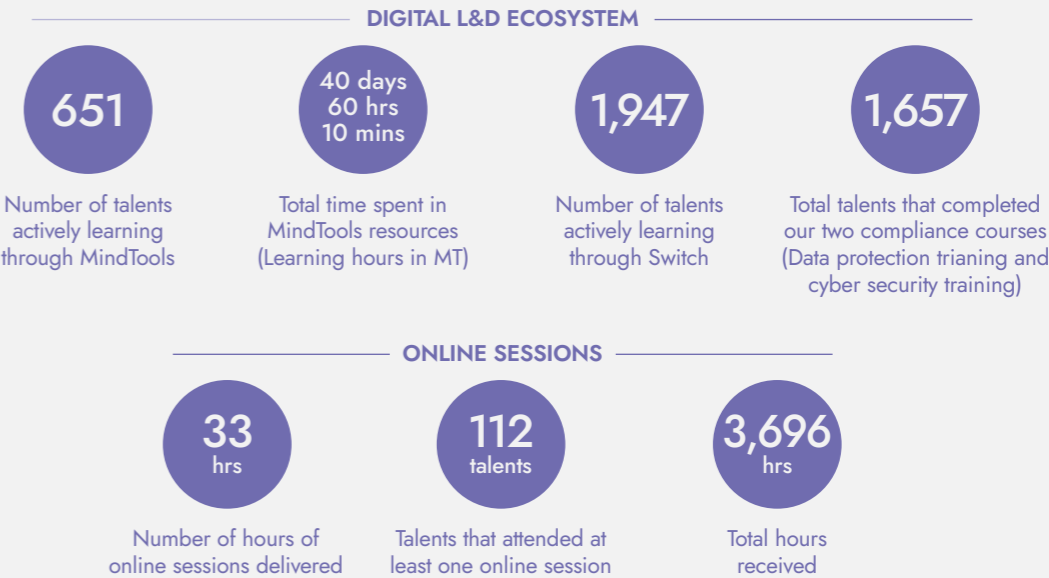 DIGITAL L&D ECOSYSTEM
651
40 days
60 hrs
10 mins
1,947
1,657
Number of talents
actively learning
through MindTools
Total time spent in
MindTools resources
(Learning hours in MT)
Number of talents
actively learning
through Switch
Total talents that completed
our two compliance courses
(Data protection trianing and
cyber security training)
ONLINE SESSIONS
33
hrs
112
talents
3,696
hrs
Number of hours of
online sessions delivered
Talents that attended at
least one online session
Total hours
received